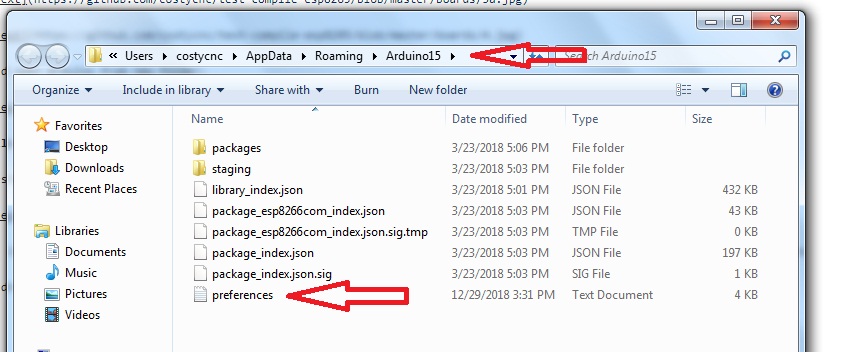 ext](https://github.com/costycnc/test-compile-esp8265/blob/master/boards/5a.jpg)
Users costycnc AppData Roaming Arduino15
Search Arduino15
Organize Include in library Share with Burn New folder
Favorites
Desktop
Downloads
Recent Places
Libraries
Documents
Music
Pictures
Videos
Name Date modified Type Size
packages 3/23/2018 5:06 PM File folder
staging 3/23/2018 5:03 PM File folder
library_index.json 3/23/2018 5:01 PM JSON File 432 KB
package_esp8266com_index.json 3/23/2018 5:03 PM JSON File 43 KB
package_esp8266com_index.json.sig.tmp 3/23/2018 5:03 PM TMP File 0 KB
package_index.json 3/23/2018 5:03 PM JSON File 197 KB
package_index.json.sig 3/23/2018 5:03 PM SIG File 1 KB
preferences 12/29/2018 3:31 PM Text Document 4 KB